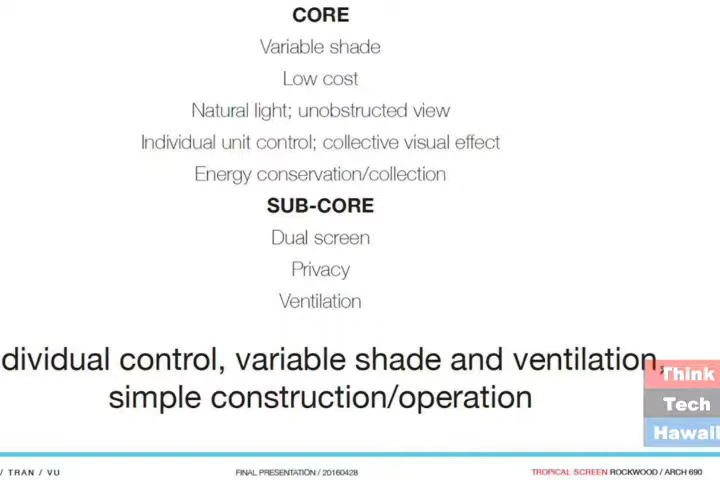 CORE
Variable shade
Low cost
Natural light; unobstructed view
Individual unit control; collective visual effect
Energy conservation/collection
SUB-CORE
Dual screen
Privacy
Ventilation
dividual control, variable shade and ventilation,
simple construction/operation
Think
Tech
Hawaii
/ TRAN / VU
FINAL PRESENTATION / 20160428
TROPICAL SCREEN ROCKWOOD / ARCH 690